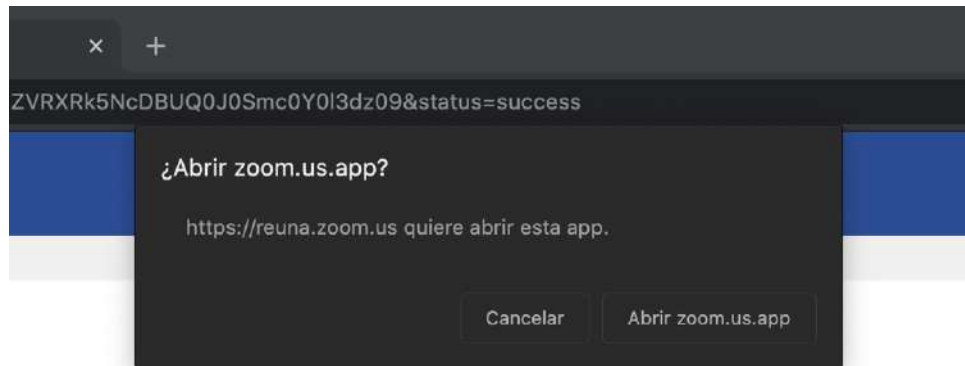 × +
ZVRXRk5NcDBUQ0J0Smc0Y0l3dz09&status=success
¿Abrir zoom.us.app?
https://reuna.zoom.us quiere abrir esta app.
Cancelar Abrir zoom.us.app